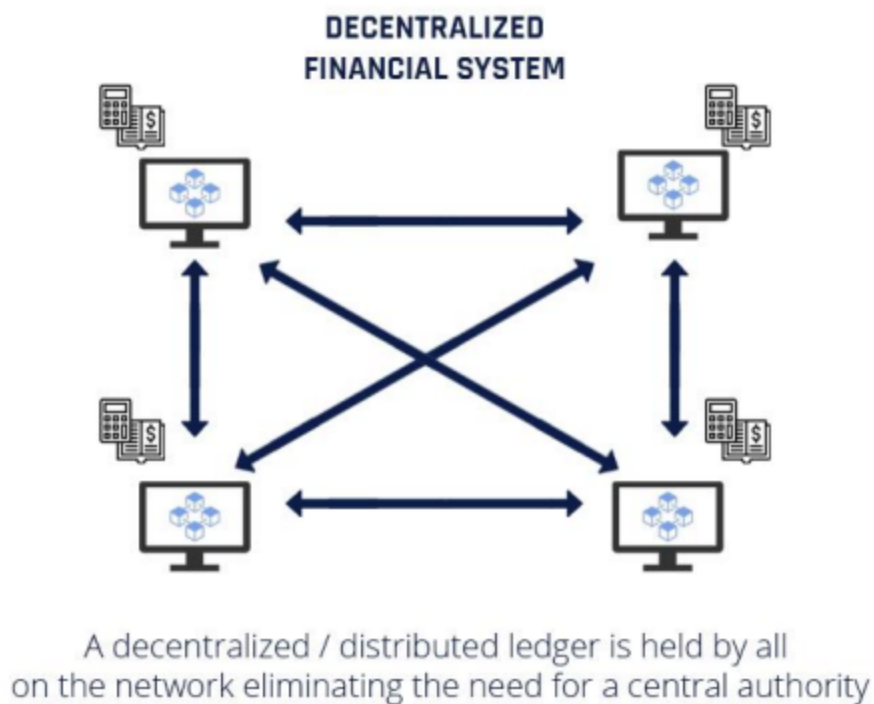 DECENTRALIZED
FINANCIAL SYSTEM
$
$
$
$
A decentralized / distributed ledger is held by all
on the network eliminating the need for a central authority